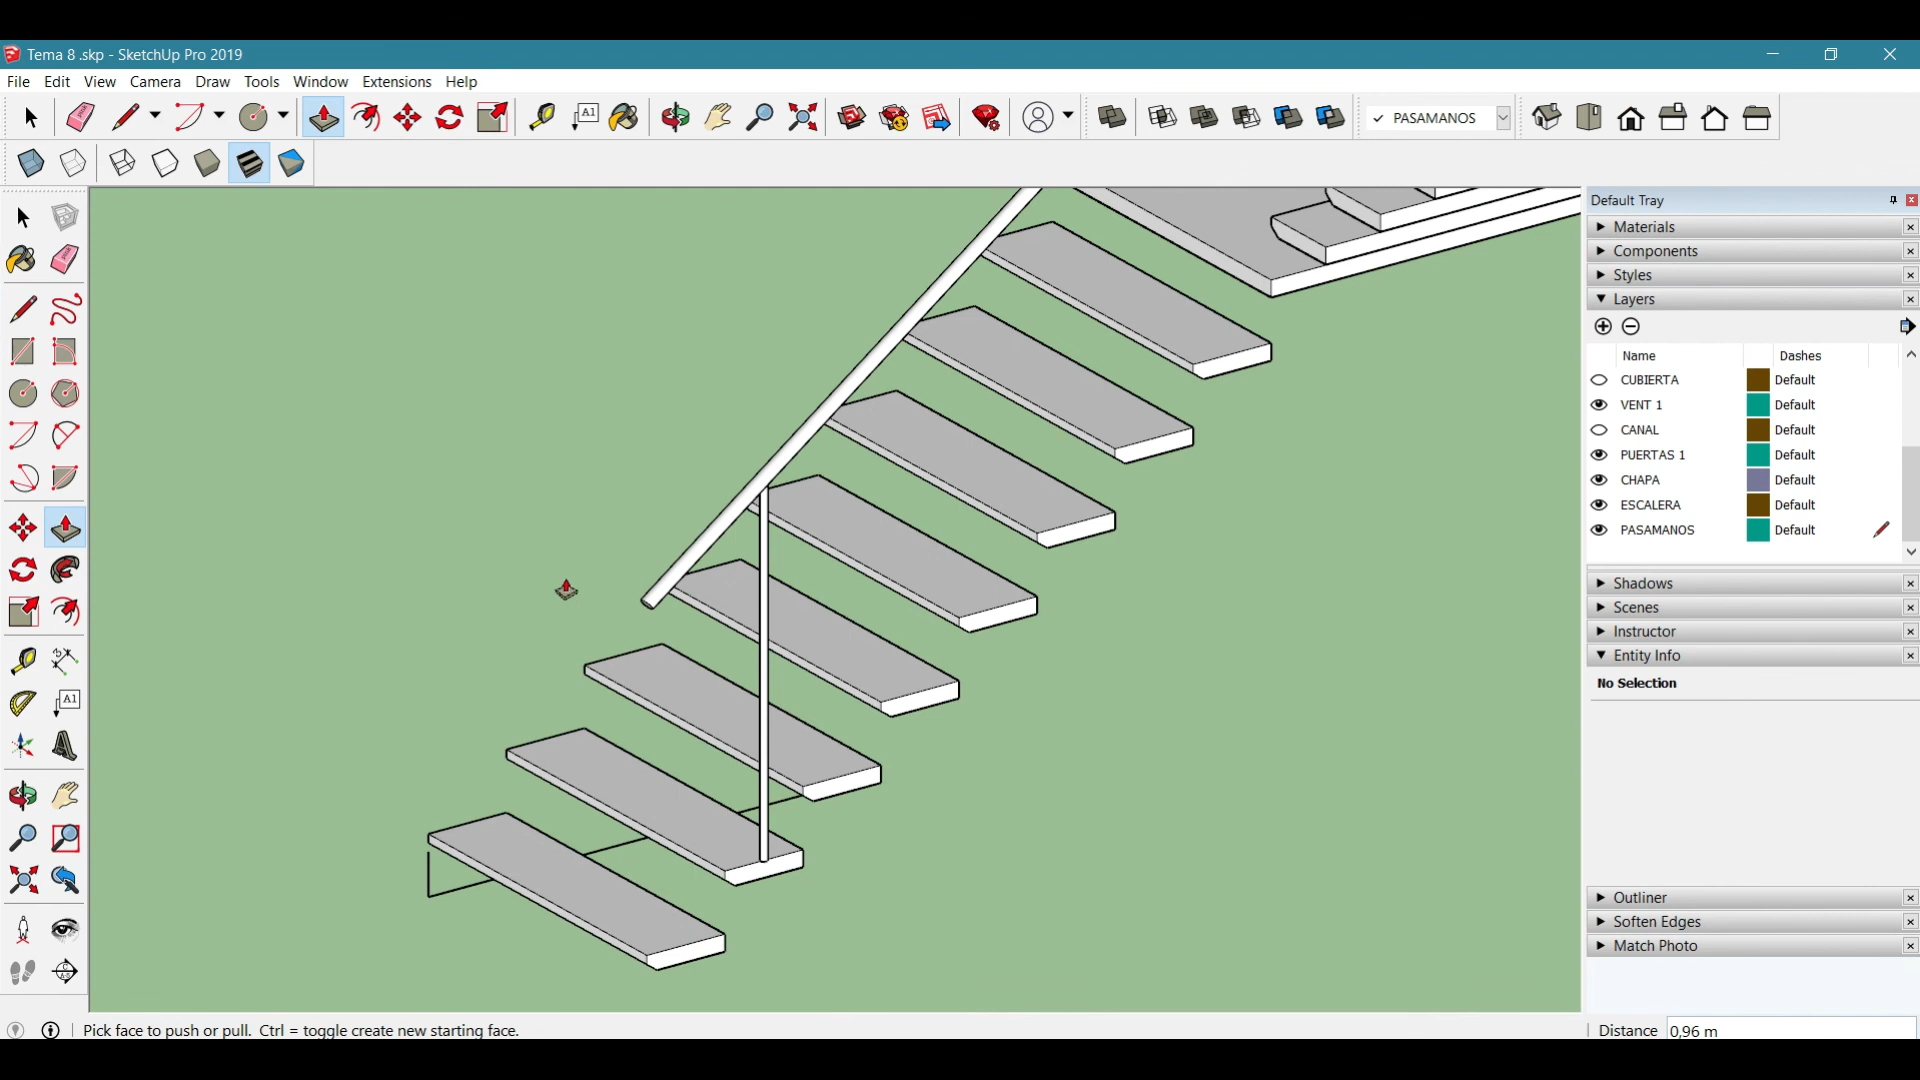 Tema 8 .skp - SketchUp Pro 2019
File Edit View Camera Draw Tools Window Extensions Help
A1
✓ PASAMANOS
Default Tray
Materials
Components
Styles
Layers
Name Dashes
CUBIERTA Default
VENT 1 Default
CANAL Default
PUERTAS 1 Default
CHAPA Default
ESCALERA Default
PASAMANOS Default
Shadows
Scenes
Instructor
Entity Info
No Selection
A1
Outliner
Soften Edges
Match Photo
Pick face to push or pull. Ctrl = toggle create new starting face.
Distance 0,96 m